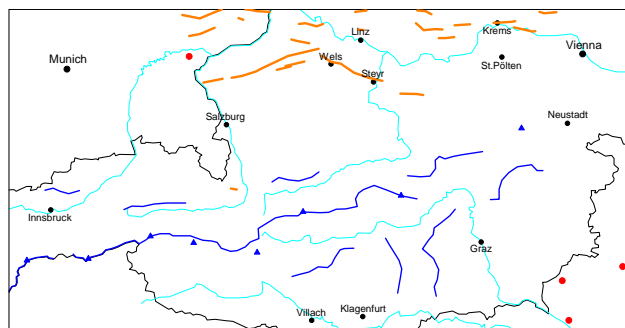 Linz
Krems
Vienna
Munich
Wels
St.Pölten
Steyr
Salzburg
Neustadt
Innsbruck
Graz
Villach
Klagenfurt